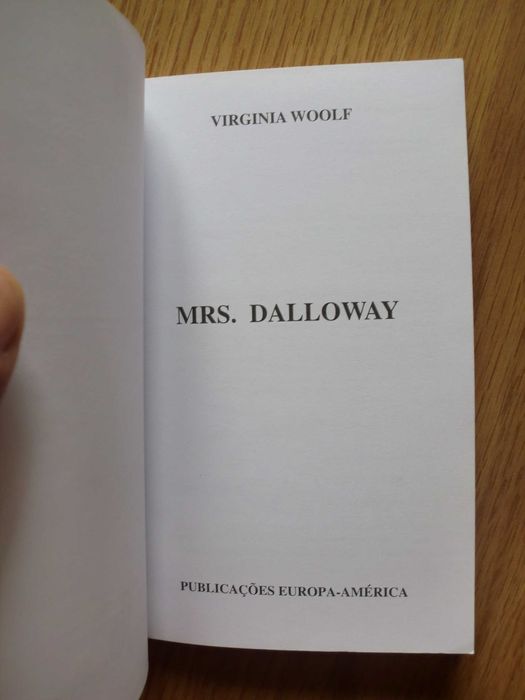 VIRGINIA WOOLF
MRS. DALLOWAY
PUBLICAÇÕES EUROPA-AMÉRICA